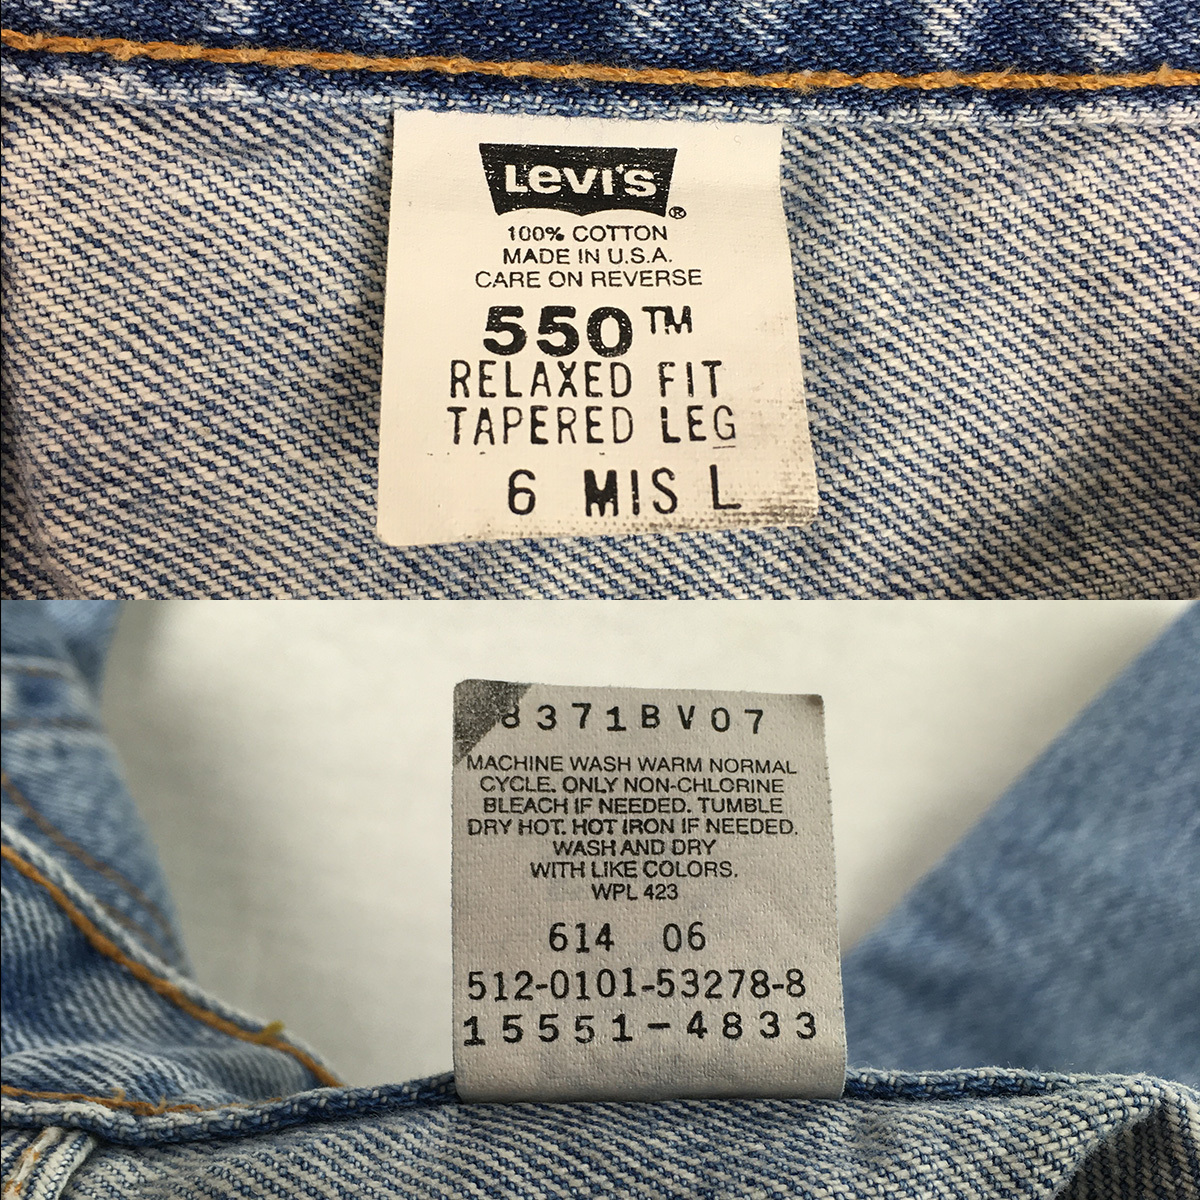 Levi's ®
100% COTTON
MADE IN U.S.A.
CARE ON REVERSE
550™
RELAXED FIT
TAPERED LEG
6 MIS L
8371BV07
MACHINE WASH WARM NORMAL
CYCLE. ONLY NON-CHLORINE
BLEACH IF NEEDED. TUMBLE
DRY HOT. HOT IRON IF NEEDED.
WASH AND DRY
WITH LIKE COLORS.
WPL 423
614 06
512-0101-53278-8
15551-4833